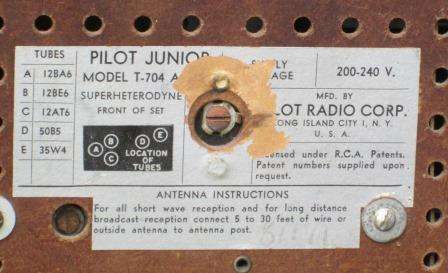 TUBES
A 12BA6
B 12BE6
C 12AT6
D 50B5
E 35W4
PILOT JUNIOR
MODEL T-704 A
SUPERHETERODYNE
FRONT OF SET
A B C D E
LOCATION
OF
TUBES
200-240 V.
MFD. BY
RADIO CORP.
LONG ISLAND CITY I, N. Y.
U. S. A.
under R.C.A. Patents.
Patent numbers supplied upon
request.
ANTENNA INSTRUCTIONS
For all short wave reception and for long distance
broadcast reception connect 5 to 30 feet of wire or
outside antenna to antenna post.